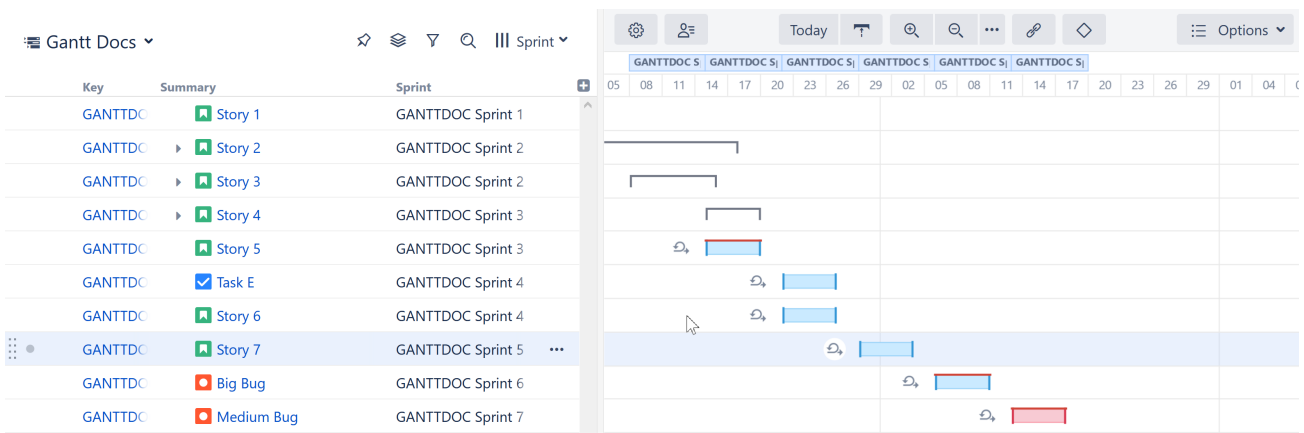 Gantt Docs
Sprint
Today
Options
GANTTDOC S GANTTDOC S GANTTDOC S GANTTDOC S GANTTDOC S GANTTDOC S
Key Summary Sprint
05 08 11 14 17 20 23 26 29 02 05 08 11 14 17 20 23 26 29 01 04
GANTTDC Story 1 GANTTDOC Sprint 1
GANTTDC Story 2 GANTTDOC Sprint 2
GANTTDC Story 3 GANTTDOC Sprint 2
GANTTDC Story 4 GANTTDOC Sprint 3
GANTTDC Story 5 GANTTDOC Sprint 3
GANTTDC Task E GANTTDOC Sprint 4
GANTTDC Story 6 GANTTDOC Sprint 4
GANTTDC Story 7 GANTTDOC Sprint 5
GANTTDC Big Bug GANTTDOC Sprint 6
GANTTDC Medium Bug GANTTDOC Sprint 7